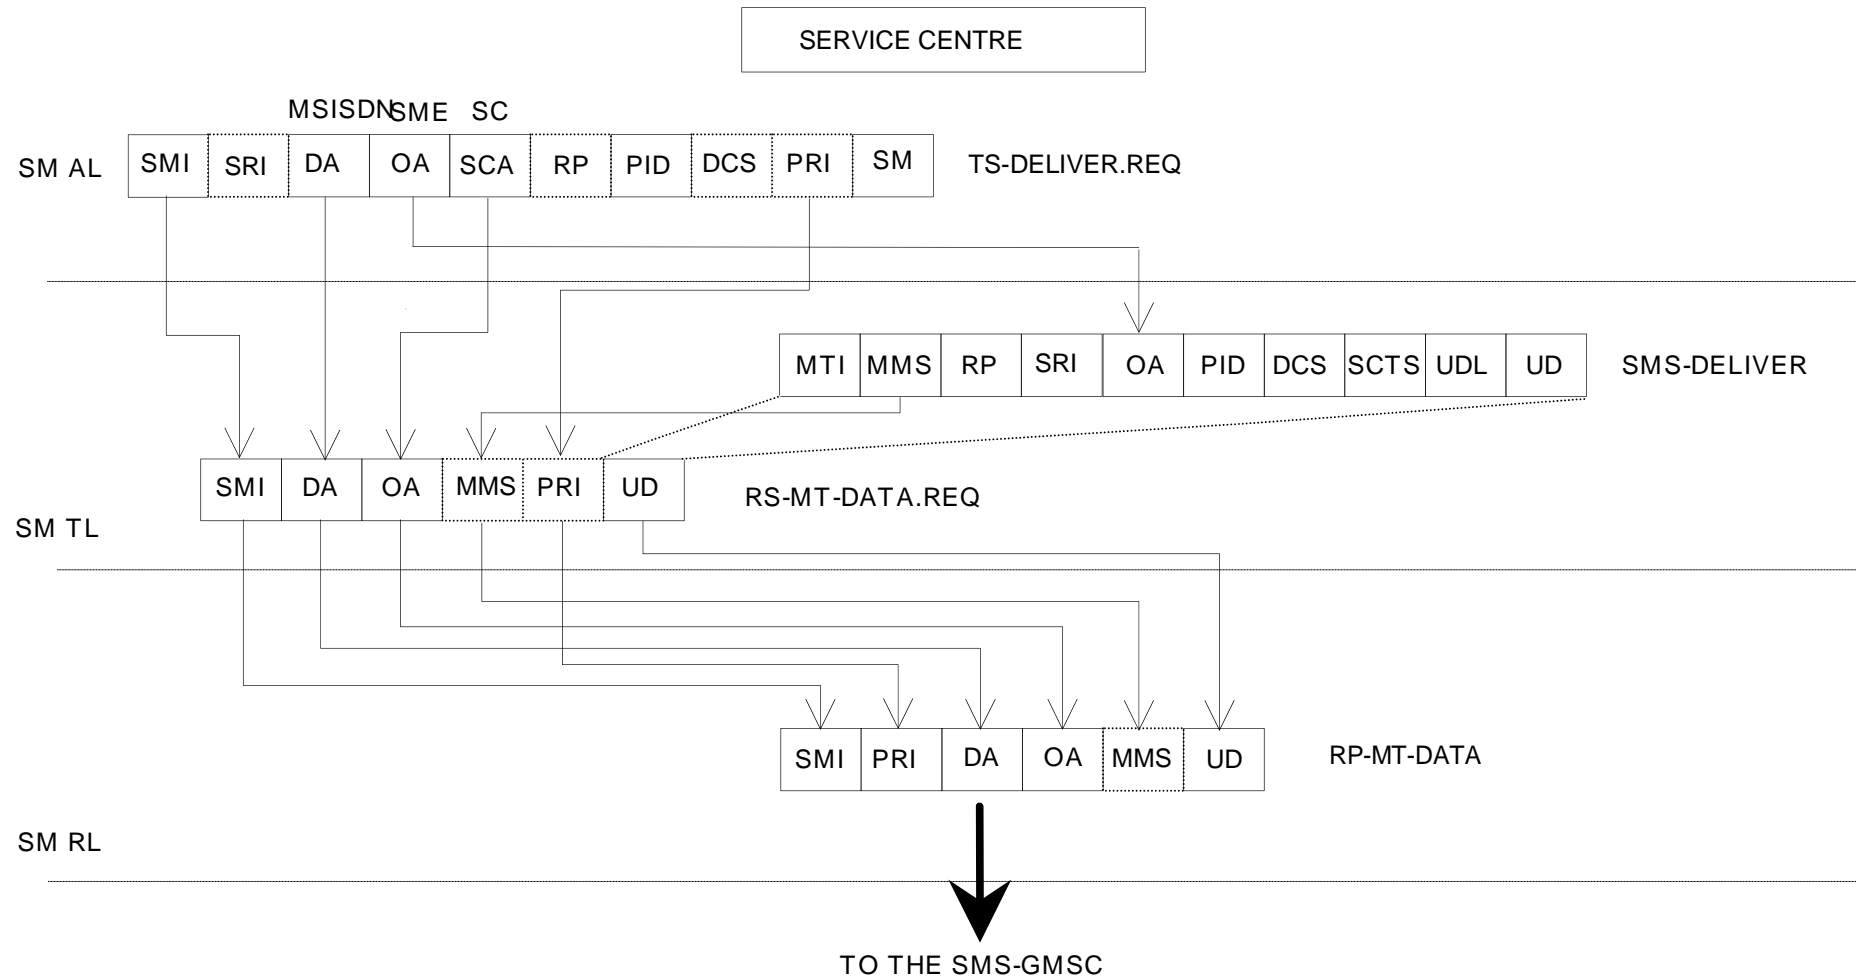 SERVICE CENTRE
MSISDN SME SC
SM AL SMI SRI DA OA SCA RP PID DCS PRI SM TS-DELIVER.REQ
MTI MMS RP SRI OA PID DCS SCTS UDL UD SMS-DELIVER
SMI DA OA MMS PRI UD RS-MT-DATA.REQ
SM TL
SMI PRI DA OA MMS UD RP-MT-DATA
SM RL
TO THE SMS-GMSC